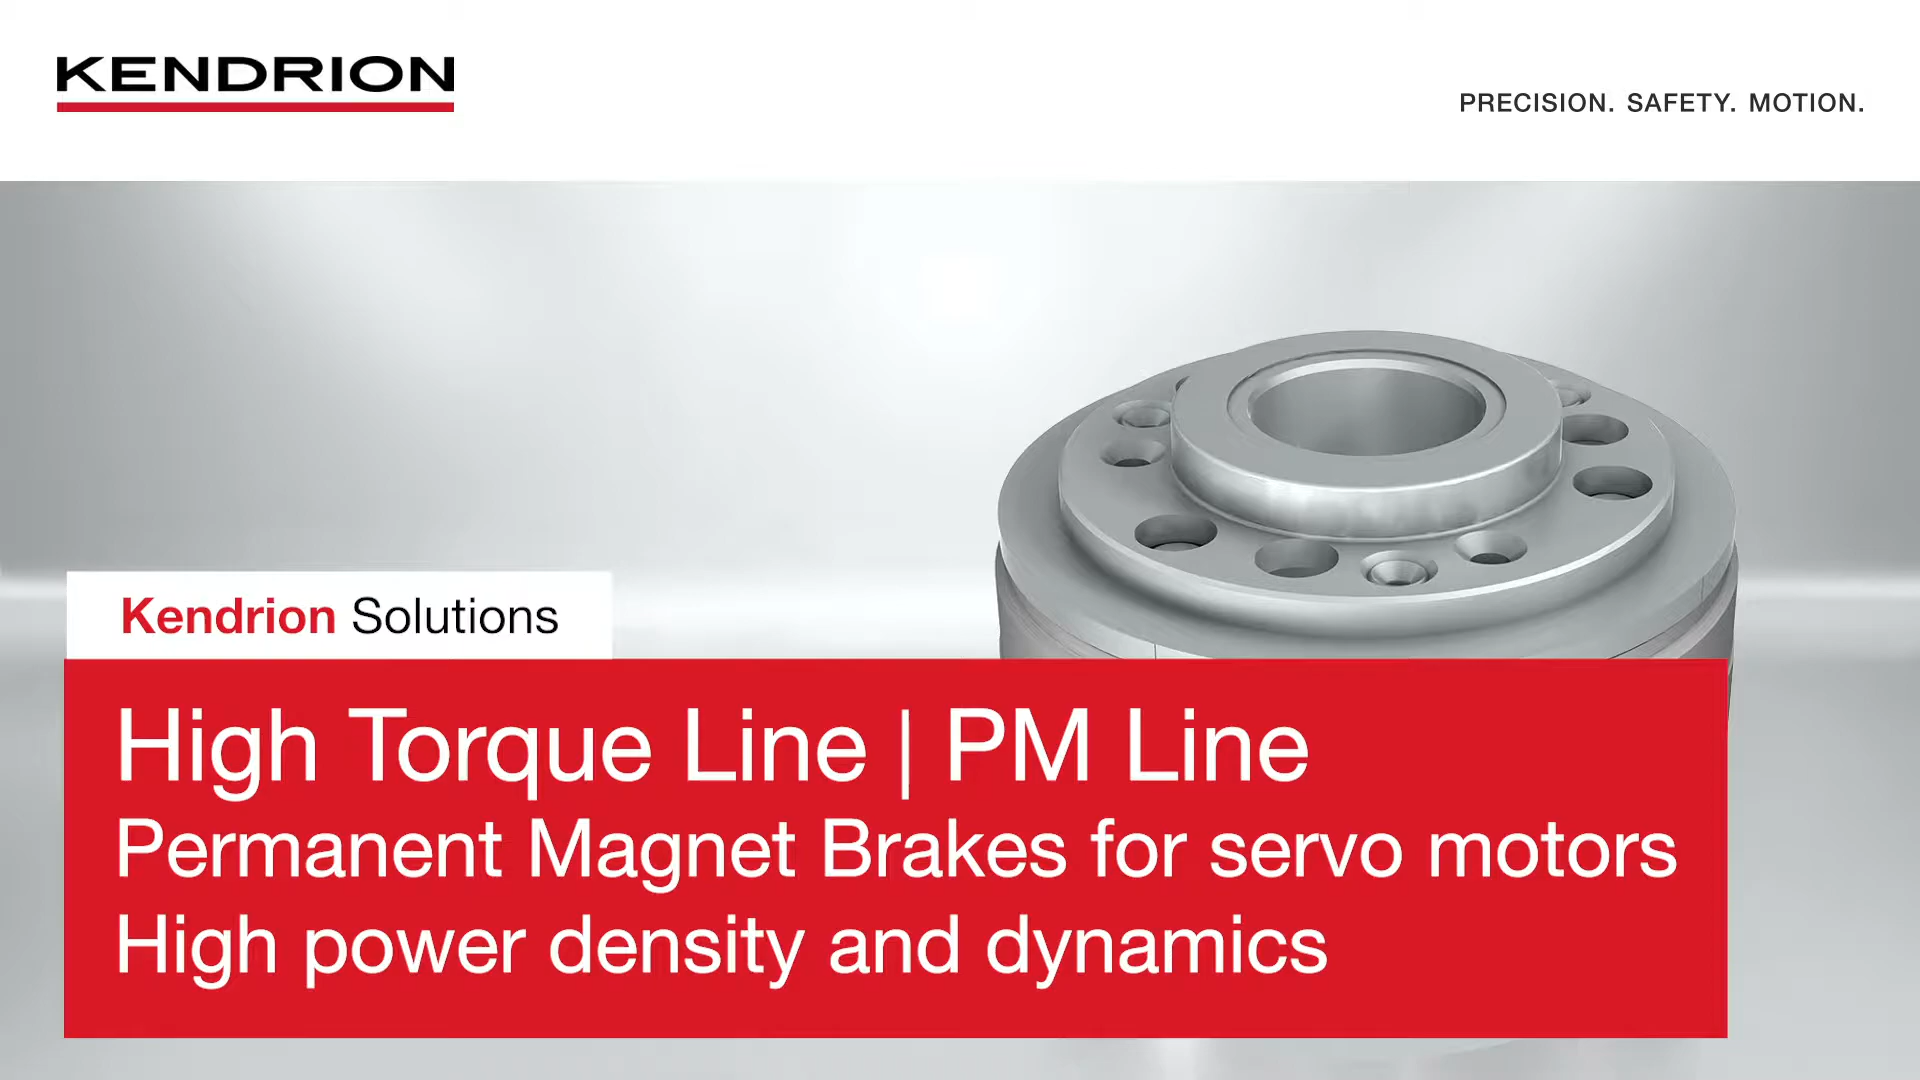 KENDRION
PRECISION. SAFETY. MOTION.
Kendrion Solutions
High Torque Line | PM Line
Permanent Magnet Brakes for servo motors
High power density and dynamics